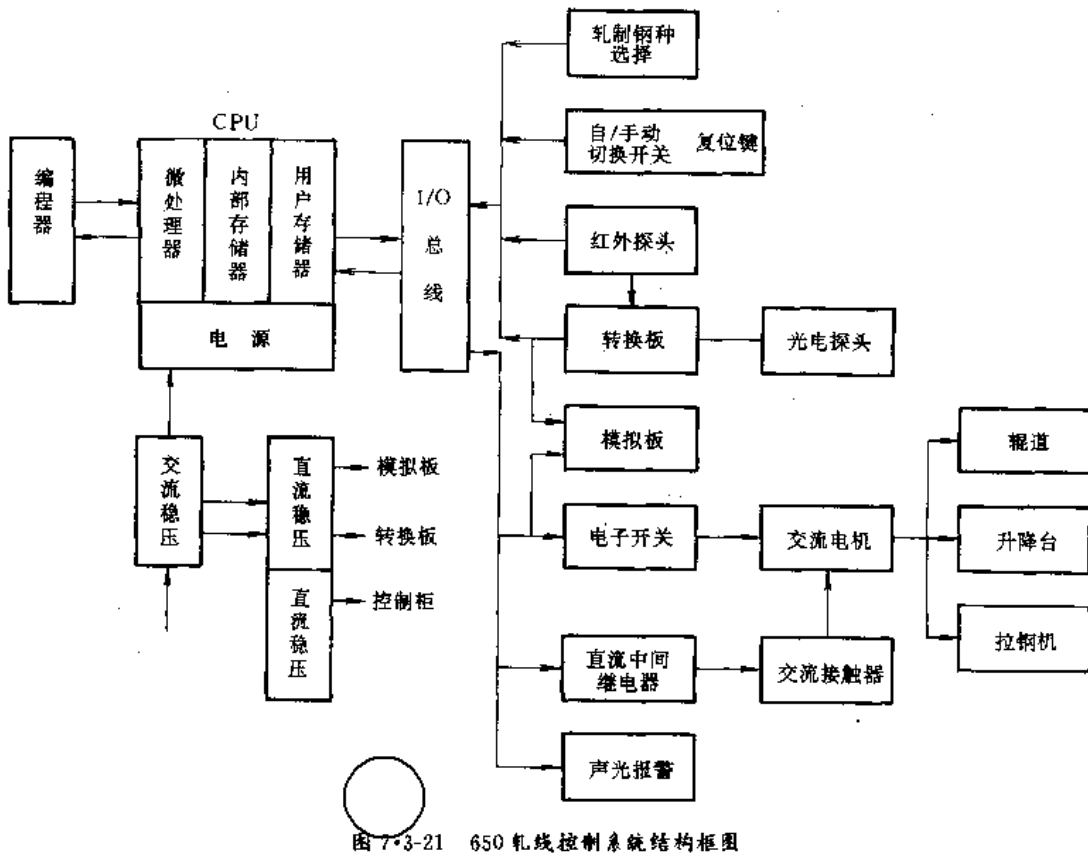 轧制钢种
选择
CPU
自/手动
切换开关
复位键
编程器
微处理器
内部存储器
用户存储器
I/O
总
线
红外探头
电 源
转换板
光电探头
模拟板
辊道
交流稳压
直流稳压
模拟板
转换板
电子开关
交流电机
升降台
直流稳压
控制柜
直流中间
继电器
交流接触器
拉钢机
声光报警
图 7·3-21 650 轧线控制系统结构框图